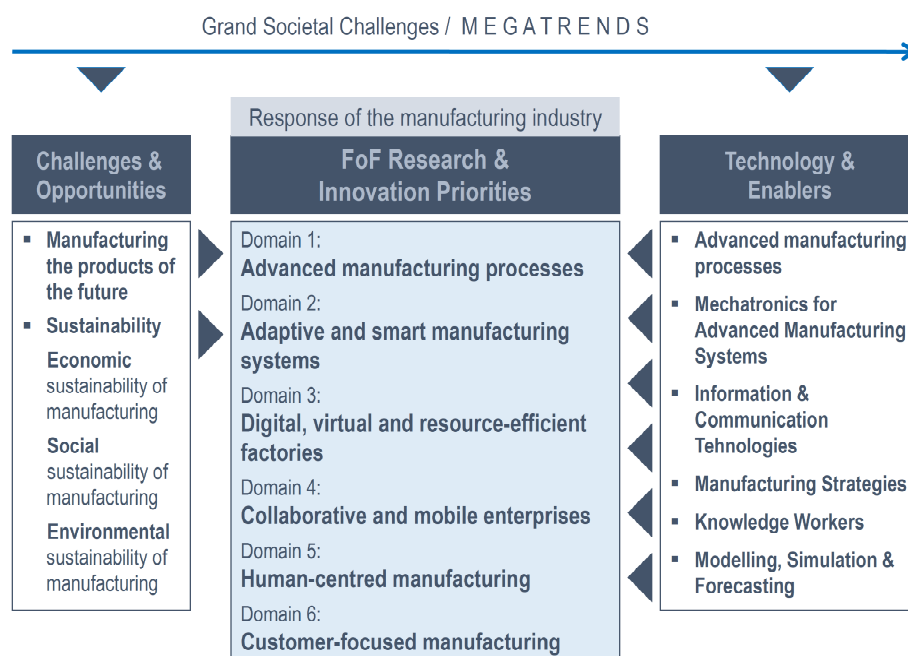 Grand Societal Challenges / MEGATRENDS
Challenges &
Opportunities
▪ Manufacturing
the products of
the future
▪ Sustainability
Economic
sustainability of
manufacturing
Social
sustainability of
manufacturing
Environmental
sustainability of
manufacturing
Response of the manufacturing industry
FoF Research &
Innovation Priorities
Domain 1:
Advanced manufacturing processes
Domain 2:
Adaptive and smart manufacturing
systems
Domain 3:
Digital, virtual and resource-efficient
factories
Domain 4:
Collaborative and mobile enterprises
Domain 5:
Human-centred manufacturing
Domain 6:
Customer-focused manufacturing
Technology &
Enablers
▪ Advanced manufacturing
processes
▪ Mechatronics for
Advanced Manufacturing
Systems
▪ Information &
Communication
Tehnologies
▪ Manufacturing Strategies
▪ Knowledge Workers
▪ Modelling, Simulation &
Forecasting